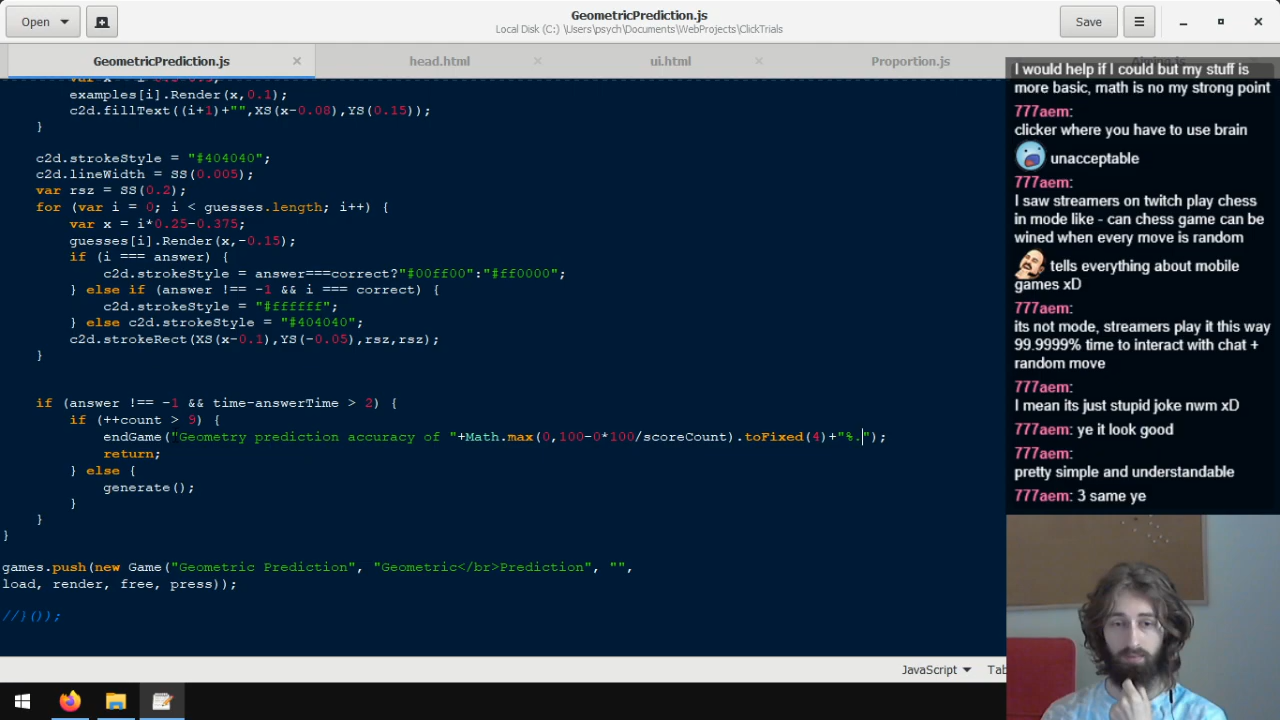 Open
GeometricPrediction.js
Local Disk (C:) \Users\psych\Documents\WebProjects\ClickTrials
Save
GeometricPrediction.js
head.html
ui.html
Proportion.js
examples[i].Render(x,0.1);
c2d.fillText((i+1)+"",XS(x-0.08),YS(0.15));
}
c2d.strokeStyle = "#404040";
c2d.lineWidth = SS(0.005);
var rsz = SS(0.2);
for (var i = 0; i < guesses.length; i++) {
var x = i*0.25-0.375;
guesses[i].Render(x,-0.15);
if (i === answer) {
c2d.strokeStyle = answer===correct?"#00ff00":"#ff0000";
} else if (answer !== -1 && i === correct) {
c2d.strokeStyle = "#ffffff";
} else c2d.strokeStyle = "#404040";
c2d.strokeRect(XS(x-0.1),YS(-0.05),rsz,rsz);
}
if (answer !== -1 && time-answerTime > 2) {
if (++count > 9) {
endGame("Geometry prediction accuracy of "+Math.max(0,100-0*100/scoreCount).toFixed(4)+"%.");
return;
} else {
generate();
}
}
}
games.push(new Game("Geometric Prediction", "Geometric</br>Prediction", "",
load, render, free, press));
//}());
JavaScript
Tab
I would help if I could but my stuff is
more basic, math is no my strong point
777aem:
clicker where you have to use brain
unacceptable
777aem:
I saw streamers on twitch play chess
in mode like - can chess game can be
wined when every move is random
tells everything about mobile
games xD
777aem:
its not mode, streamers play it this way
99.9999% time to interact with chat +
random move
777aem:
I mean its just stupid joke nwm xD
777aem: ye it look good
777aem:
pretty simple and understandable
777aem: 3 same ye